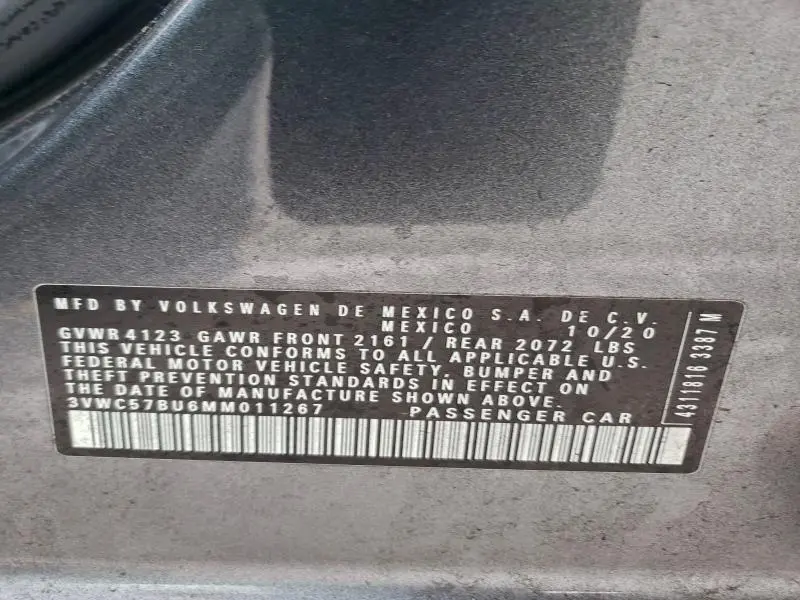 MFD BY VOLKSWAGEN DE MEXICO S.A. DE C.V.
MEXICO 10/20
GVWR 4123 GAWR FRONT 2161 / REAR 2072 LBS
THIS VEHICLE CONFORMS TO ALL APPLICABLE U.S.
FEDERAL MOTOR VEHICLE SAFETY, BUMPER AND
THEFT PREVENTION STANDARDS IN EFFECT ON
THE DATE OF MANUFACTURE SHOWN ABOVE.
3VWC57BU6MM011267 PASSENGER CAR
4311816 3387 M